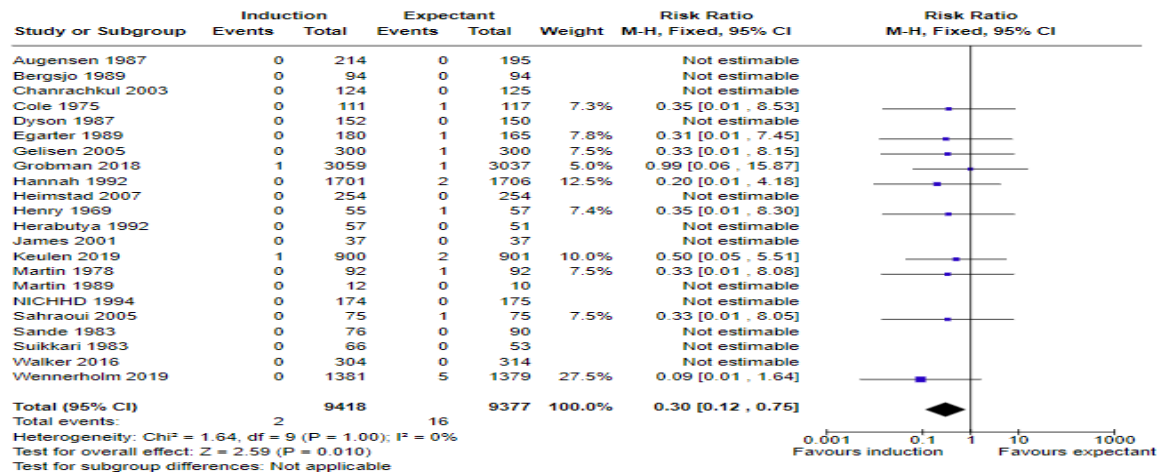 Induction Expectant Risk Ratio Risk Ratio
Study or Subgroup Events Total Events Total Weight M-H, Fixed, 95% CI M-H, Fixed, 95% CI
Augensen 1987 0 214 0 195 Not estimable
Bergsjo 1989 0 94 0 94 Not estimable
Chanrachkul 2003 0 124 0 125 Not estimable
Cole 1975 0 111 1 117 7.3% 0.35 [0.01 , 8.53]
Dyson 1987 0 152 0 150 Not estimable
Egarter 1989 0 180 1 165 7.8% 0.31 [0.01 , 7.45]
Gelisen 2005 0 300 1 300 7.5% 0.33 [0.01 , 8.15]
Grobman 2018 1 3059 1 3037 5.0% 0.99 [0.06 , 15.87]
Hannah 1992 0 1701 2 1706 12.5% 0.20 [0.01 , 4.18]
Heimstad 2007 0 254 0 254 Not estimable
Henry 1969 0 55 1 57 7.4% 0.35 [0.01 , 8.30]
Herabutya 1992 0 57 0 51 Not estimable
James 2001 0 37 0 37 Not estimable
Keulen 2019 1 900 2 901 10.0% 0.50 [0.05 , 5.51]
Martin 1978 0 92 1 92 7.5% 0.33 [0.01 , 8.08]
Martin 1989 0 12 0 10 Not estimable
NICHHD 1994 0 174 0 175 Not estimable
Sahraoui 2005 0 75 1 75 7.5% 0.33 [0.01 , 8.05]
Sande 1983 0 76 0 90 Not estimable
Suikkari 1983 0 66 0 53 Not estimable
Walker 2016 0 304 0 314 Not estimable
Wennerholm 2019 0 1381 5 1379 27.5% 0.09 [0.01 , 1.64]
Total (95% CI) 9418 9377 100.0% 0.30 [0.12 , 0.75]
Total events: 2 16
Heterogeneity: Chi² = 1.64, df = 9 (P = 1.00); I² = 0%
Test for overall effect: Z = 2.59 (P = 0.010)
Test for subgroup differences: Not applicable
0.001 0.1 1 10 1000
Favours induction Favours expectant